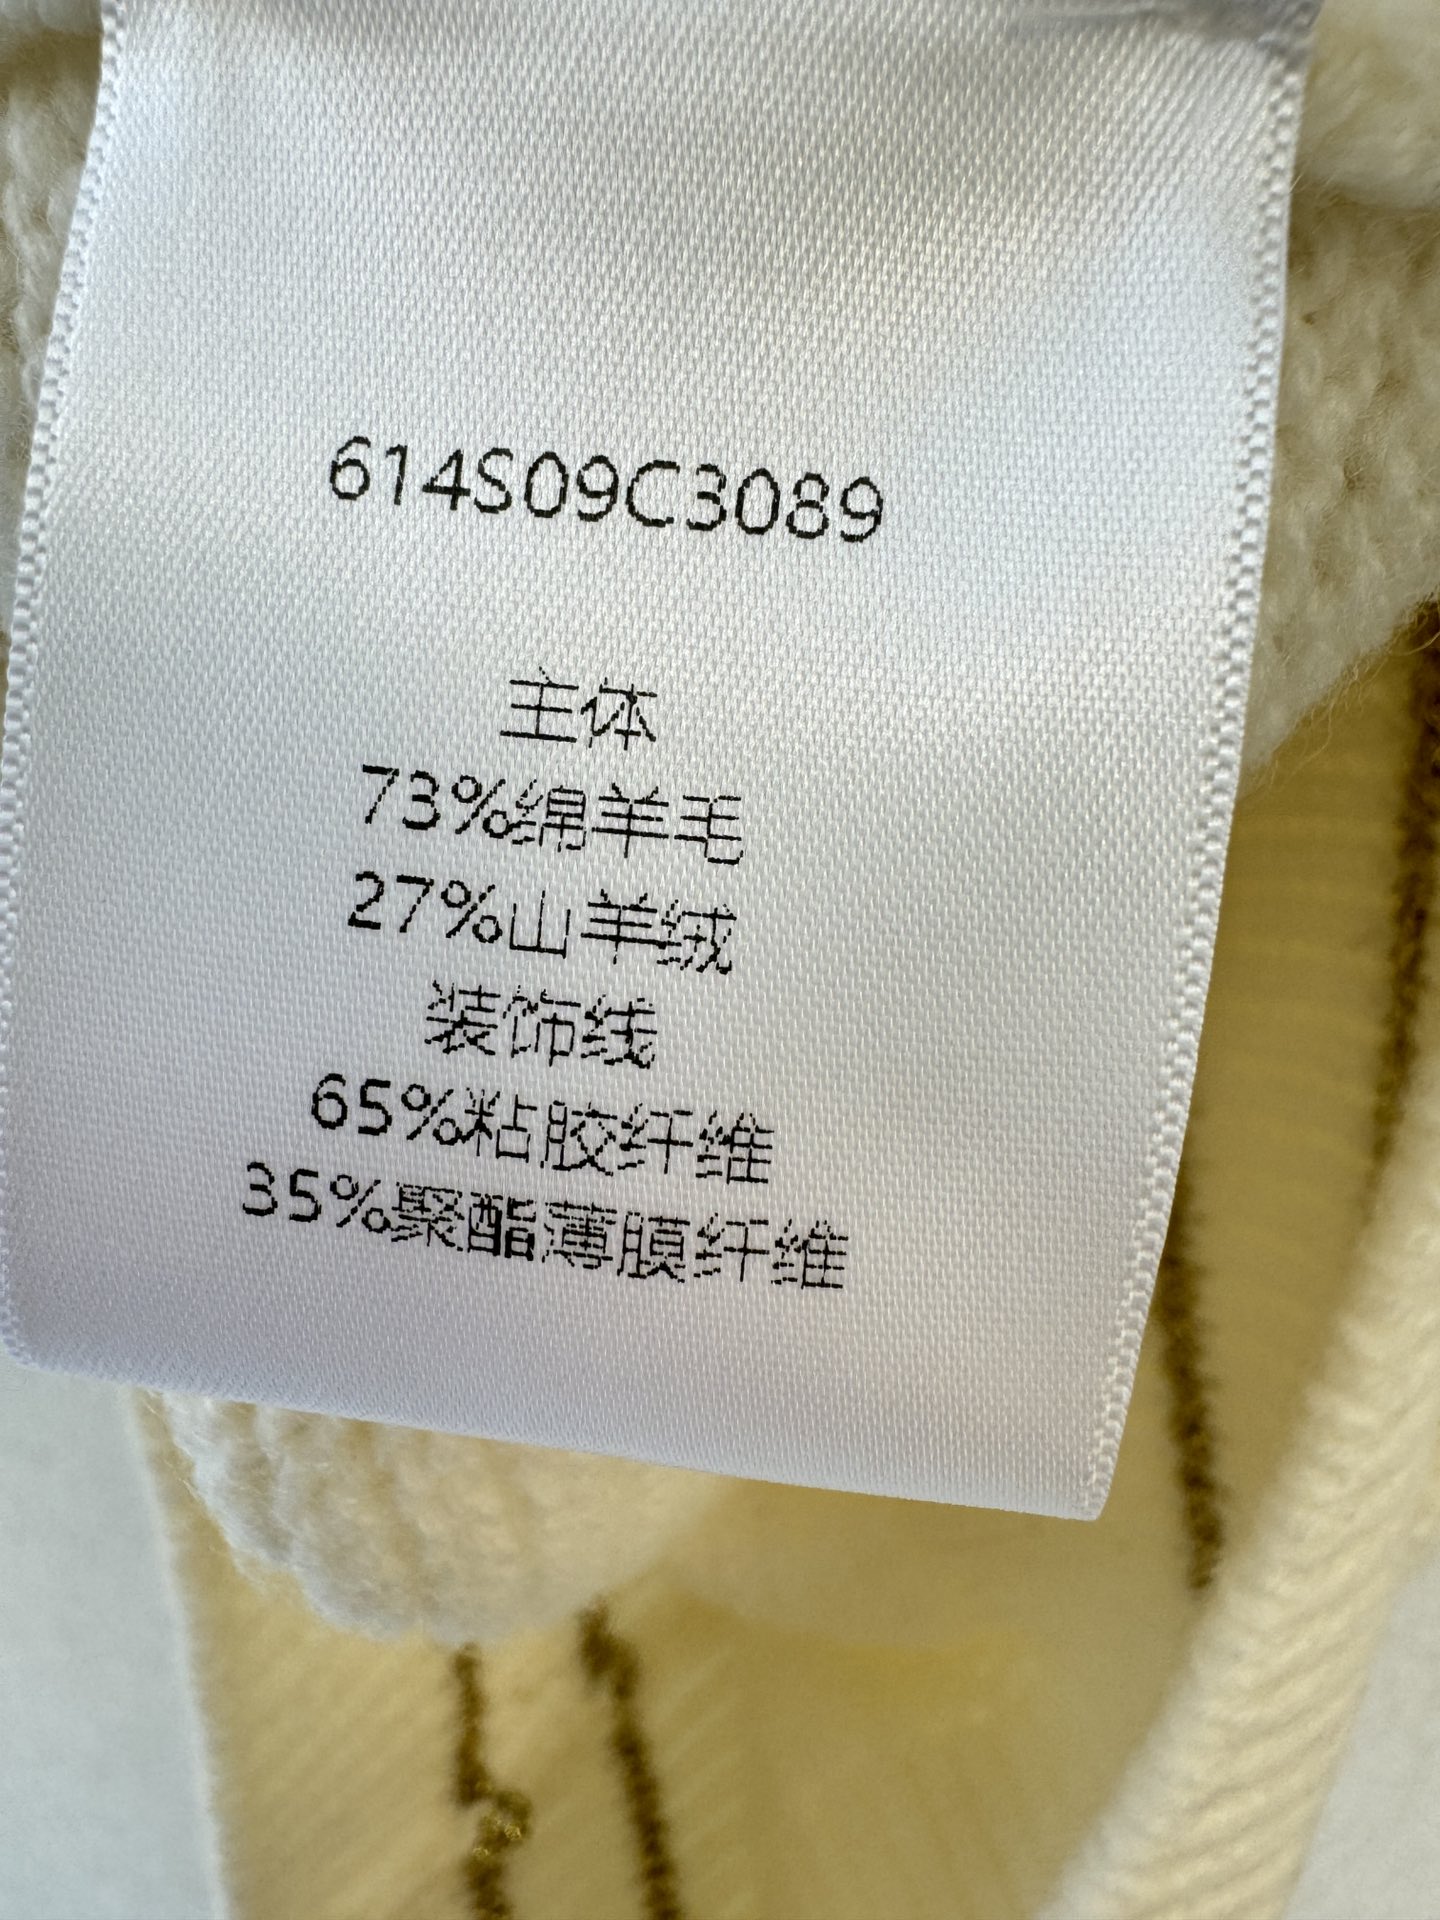 614S09C3089
主体
73%绵羊毛
27%山羊绒
装饰线
65%粘胶纤维
35%聚酯薄膜纤维